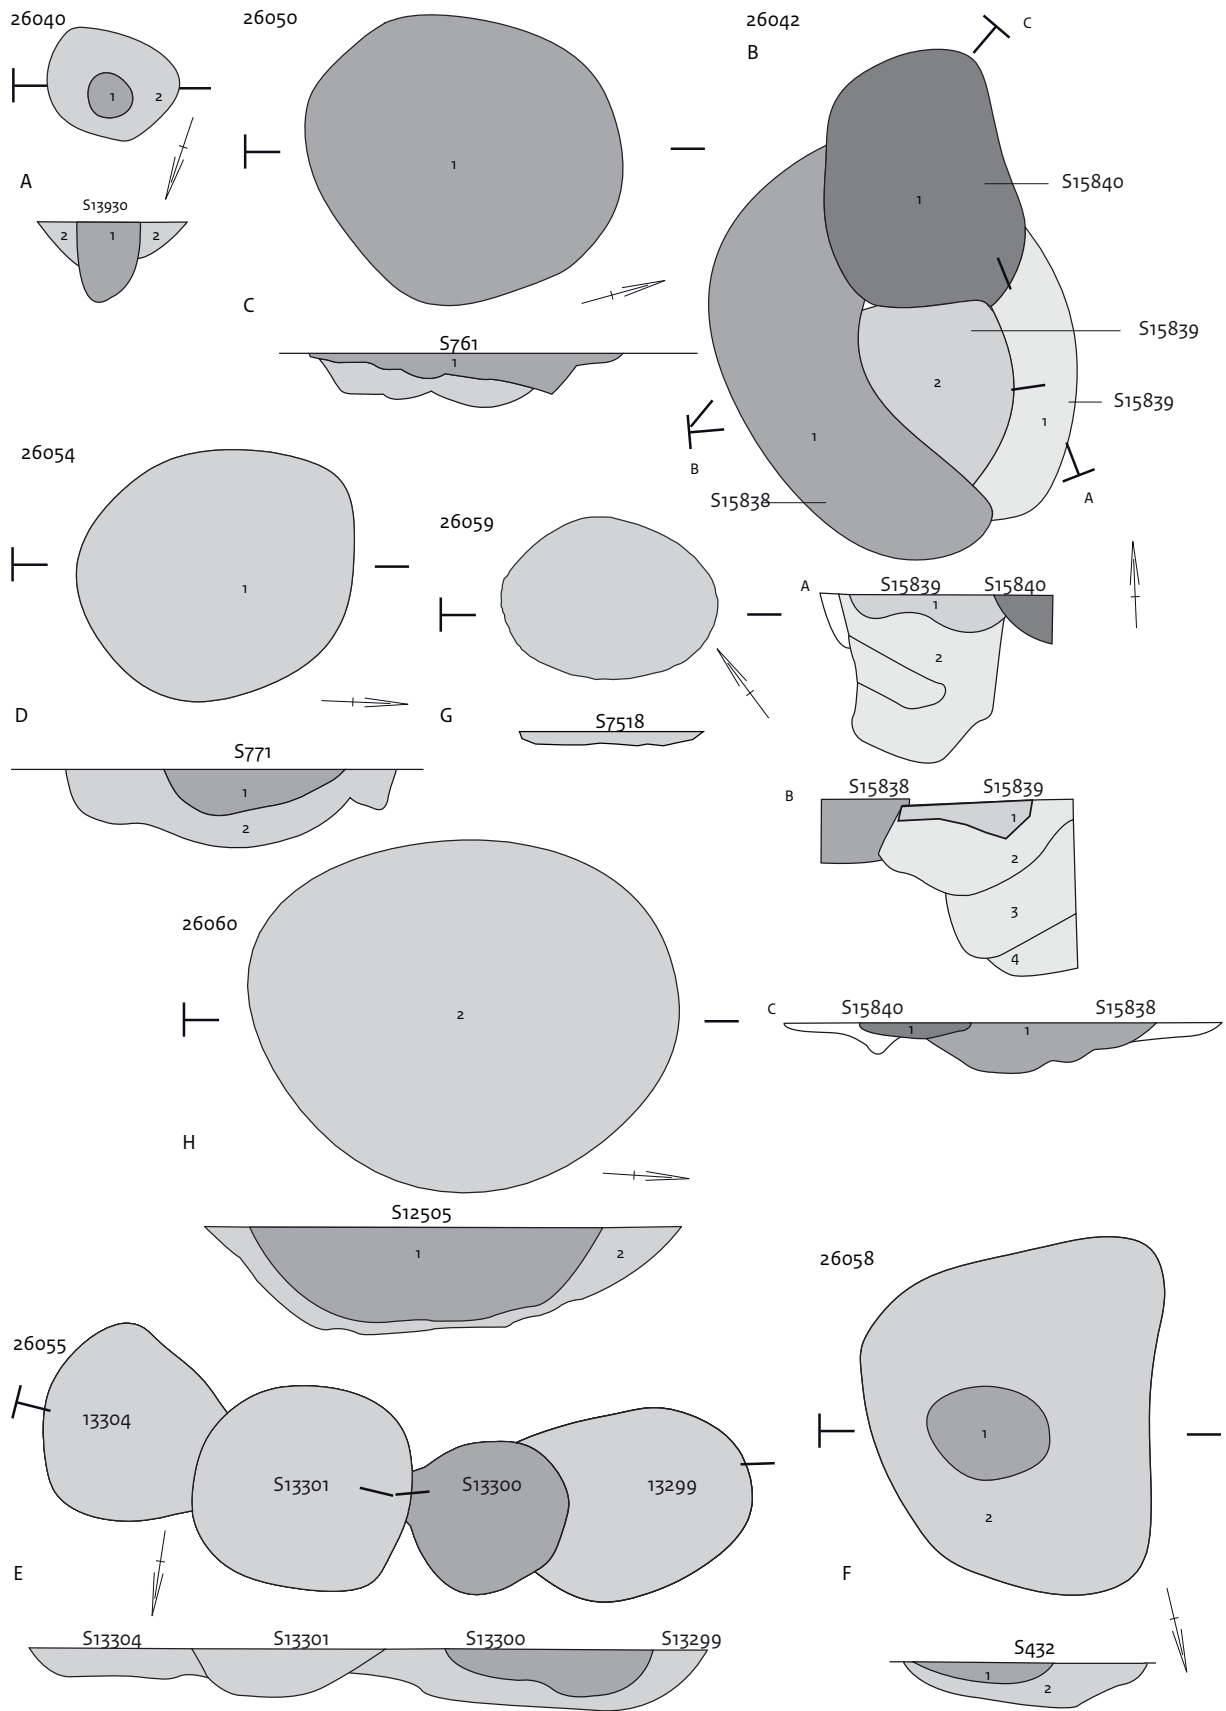 26040
1
2
A
S13930
2 1 2
26050
1
C
S761
1
26042
B
C
S15840
1
S15839
2
S15839
1
1
B
S15838
A
A S15839 S15840
1
2
B S15838 S15839
1
2
3
4
C S15840 S15838
1 1
26054
1
D
S771
1
2
26059
G
S7518
26060
2
H
S12505
1 2
26055
13304
S13301
S13300
13299
E
S13304 S13301 S13300 S13299
26058
1
2
F
S432
1
2